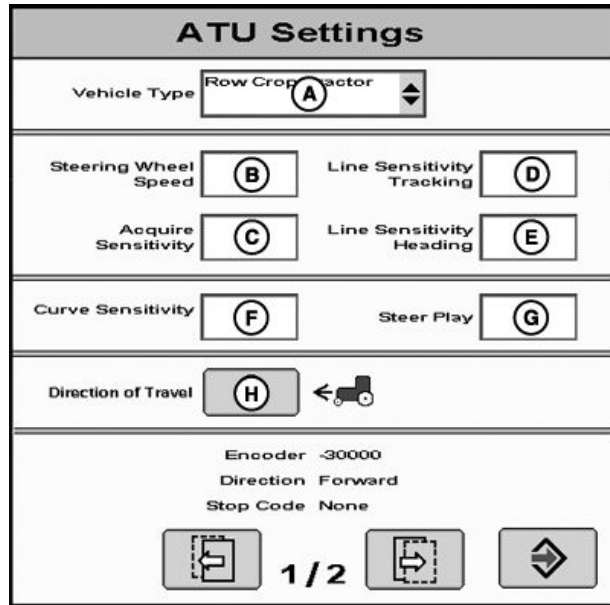 ATU Settings
Vehicle Type
Row Crop
A
Steering Wheel
Speed
B
Line Sensitivity
Tracking
D
Acquire
Sensitivity
C
Line Sensitivity
Heading
E
Curve Sensitivity
F
Steer Play
G
Direction of Travel
H
Encoder -30000
Direction Forward
Stop Code None
1/2